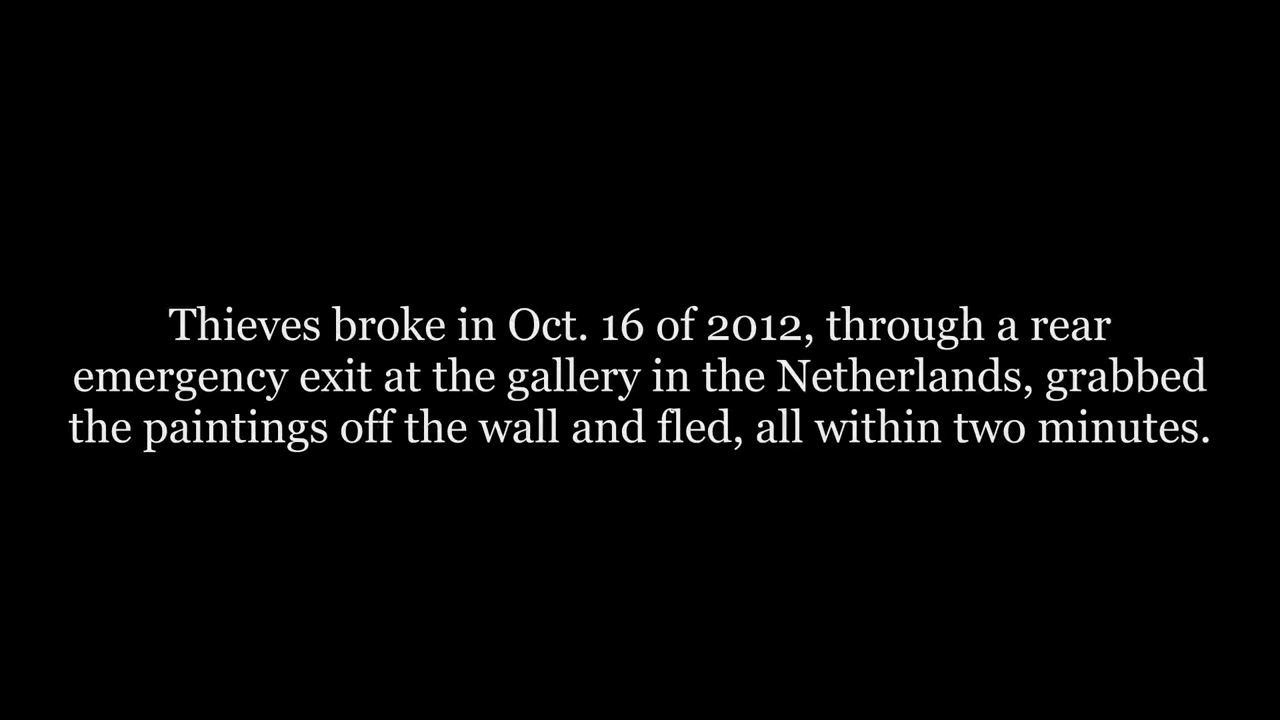 Thieves broke in Oct. 16 of 2012, through a rear
emergency exit at the gallery in the Netherlands, grabbed
the paintings off the wall and fled, all within two minutes.